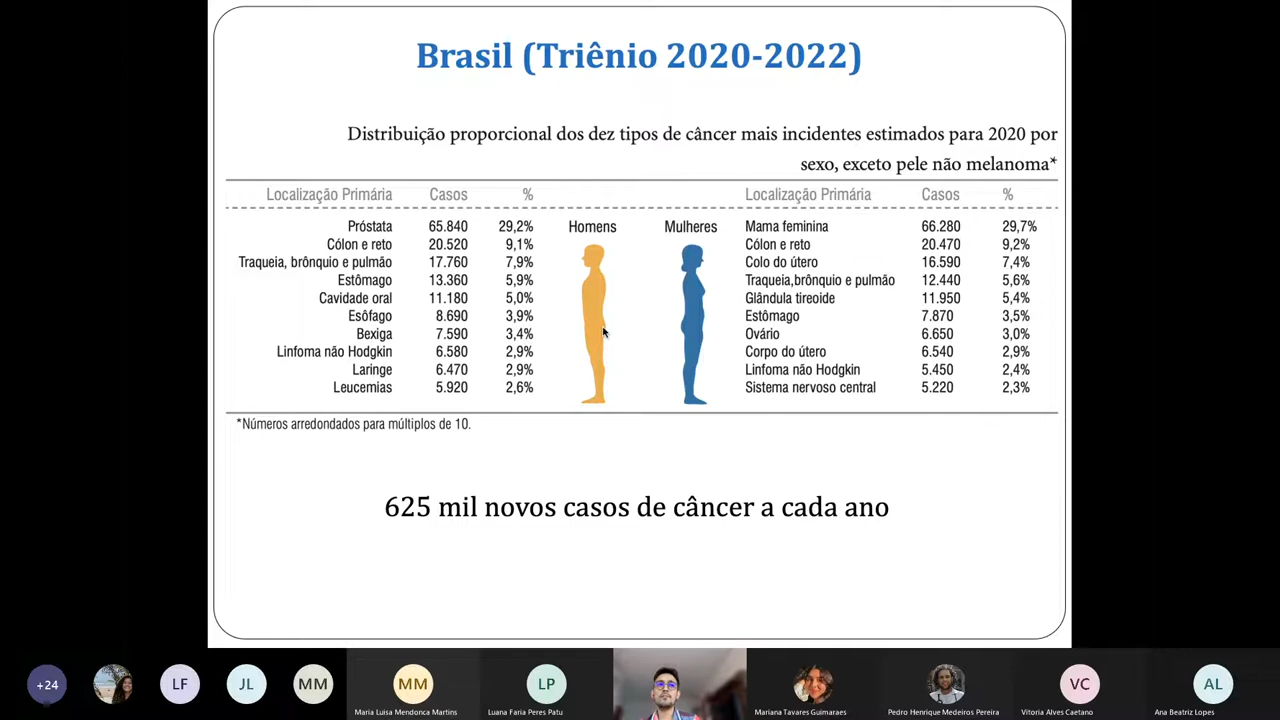 Brasil (Triênio 2020-2022)
Distribuição proporcional dos dez tipos de câncer mais incidentes estimados para 2020 por
sexo, exceto pele não melanoma*
Localização Primária Casos % Localização Primária Casos %
Próstata 65.840 29,2% Homens Mulheres Mama feminina 66.280 29,7%
Cólon e reto 20.520 9,1% Cólon e reto 20.470 9,2%
Traqueia, brônquio e pulmão 17.760 7,9% Colo do útero 16.590 7,4%
Estômago 13.360 5,9% Traqueia,brônquio e pulmão 12.440 5,6%
Cavidade oral 11.180 5,0% Glândula tireoide 11.950 5,4%
Esôfago 8.690 3,9% Estômago 7.870 3,5%
Bexiga 7.590 3,4% Ovário 6.650 3,0%
Linfoma não Hodgkin 6.580 2,9% Corpo do útero 6.540 2,9%
Laringe 6.470 2,9% Linfoma não Hodgkin 5.450 2,4%
Leucemias 5.920 2,6% Sistema nervoso central 5.220 2,3%
*Números arredondados para múltiplos de 10.
625 mil novos casos de câncer a cada ano
+24 LF JL MM MM LP VC AL
Maria Luisa Mendonca Martins Luana Faria Peres Patu Mariana Tavares Guimaraes Pedro Henrique Medeiros Pereira Vitoria Alves Caetano Ana Beatriz Lopes